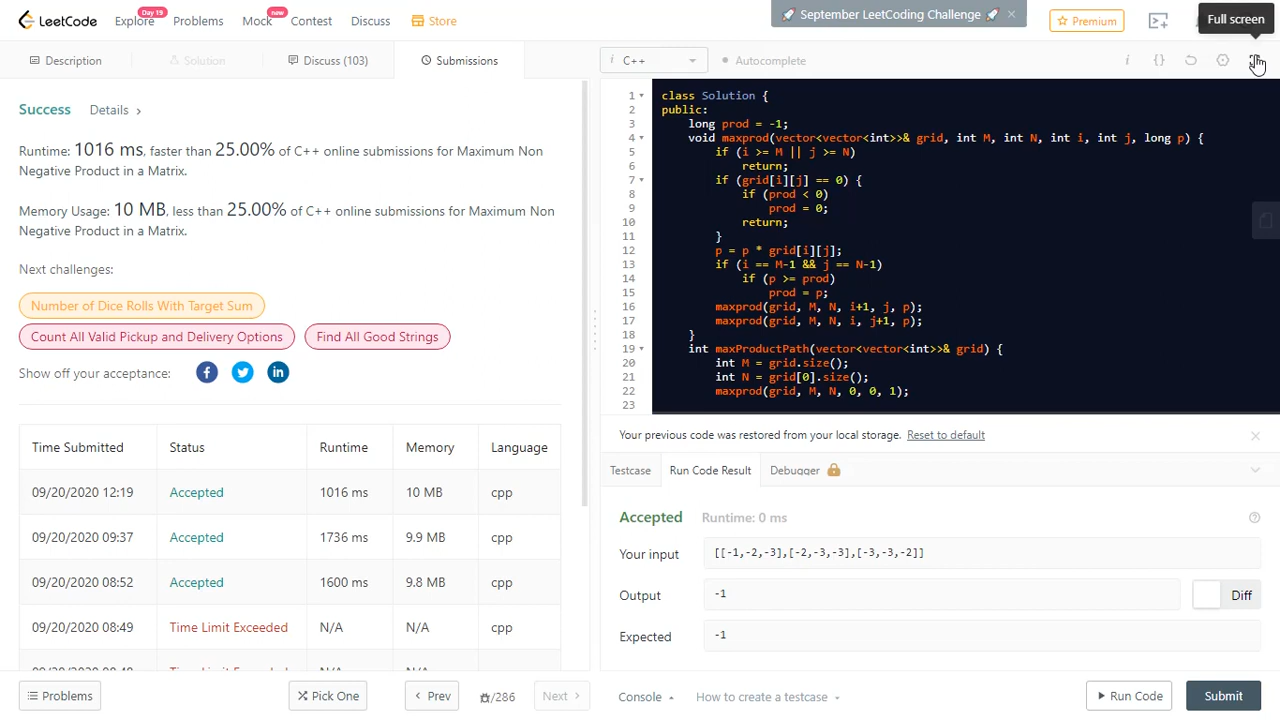 LeetCode
Explore
Day 19
Problems
Mock
new
Contest
Discuss
Store
🚀 September LeetCoding Challenge 🚀 ×
Premium
Full screen
Description
Solution
Discuss (103)
Submissions
i C++
Autocomplete
Success
Details
Runtime: 1016 ms, faster than 25.00% of C++ online submissions for Maximum Non
Negative Product in a Matrix.
Memory Usage: 10 MB, less than 25.00% of C++ online submissions for Maximum Non
Negative Product in a Matrix.
Next challenges:
Number of Dice Rolls With Target Sum
Count All Valid Pickup and Delivery Options
Find All Good Strings
Show off your acceptance:
Time Submitted Status Runtime Memory Language
09/20/2020 12:19 Accepted 1016 ms 10 MB cpp
09/20/2020 09:37 Accepted 1736 ms 9.9 MB cpp
09/20/2020 08:52 Accepted 1600 ms 9.8 MB cpp
09/20/2020 08:49 Time Limit Exceeded N/A N/A cpp
1 class Solution {
2 public:
3 long prod = -1;
4 void maxprod(vector<vector<int>>& grid, int M, int N, int i, int j, long p) {
5 if (i >= M || j >= N)
6 return;
7 if (grid[i][j] == 0) {
8 if (prod < 0)
9 prod = 0;
10 return;
11 }
12 p = p * grid[i][j];
13 if (i == M-1 && j == N-1)
14 if (p >= prod)
15 prod = p;
16 maxprod(grid, M, N, i+1, j, p);
17 maxprod(grid, M, N, i, j+1, p);
18 }
19 int maxProductPath(vector<vector<int>>& grid) {
20 int M = grid.size();
21 int N = grid[0].size();
22 maxprod(grid, M, N, 0, 0, 1);
23
Your previous code was restored from your local storage. Reset to default
Testcase
Run Code Result
Debugger
Accepted Runtime: 0 ms
Your input [[-1,-2,-3],[-2,-3,-3],[-3,-3,-2]]
Output -1
Diff
Expected -1
Problems
Pick One
Prev
/286
Next
Console
How to create a testcase
Run Code
Submit